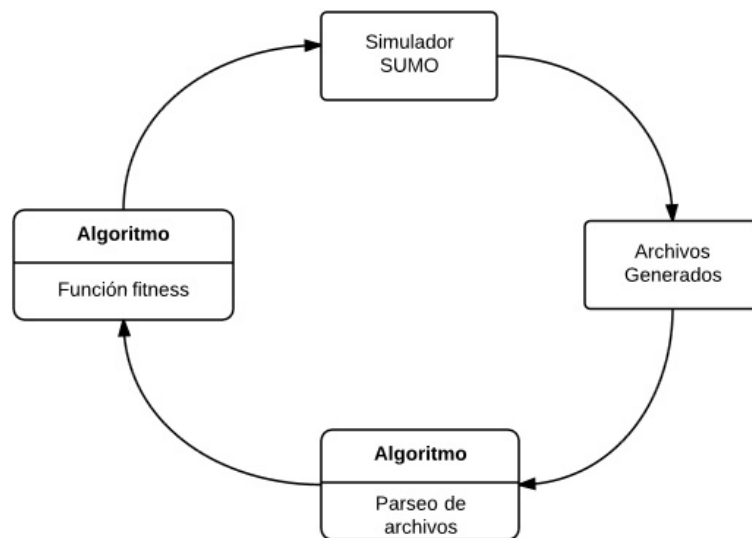 Simulador
SUMO
Algoritmo
Función fitness
Archivos
Generados
Algoritmo
Parseo de
archivos